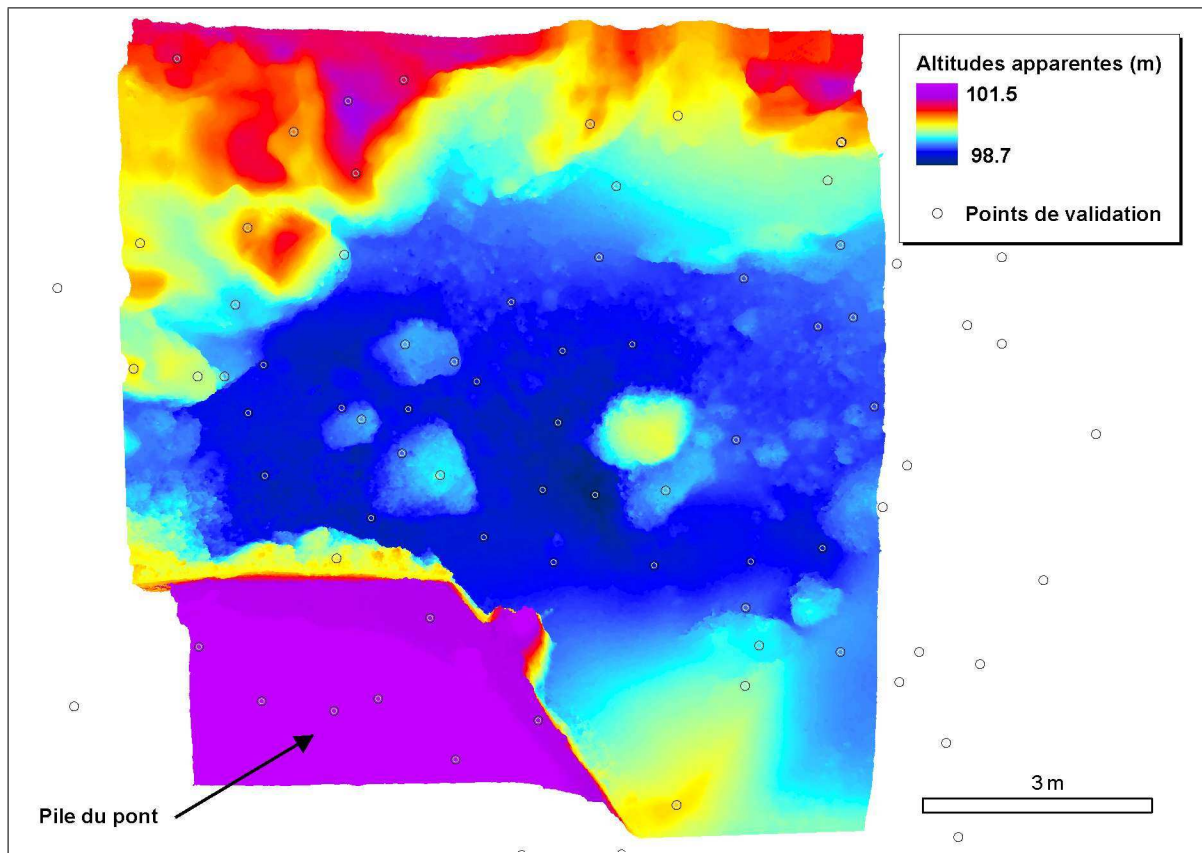 Altitudes apparentes (m)
101.5
98.7
Points de validation
3 m
Pile du pont